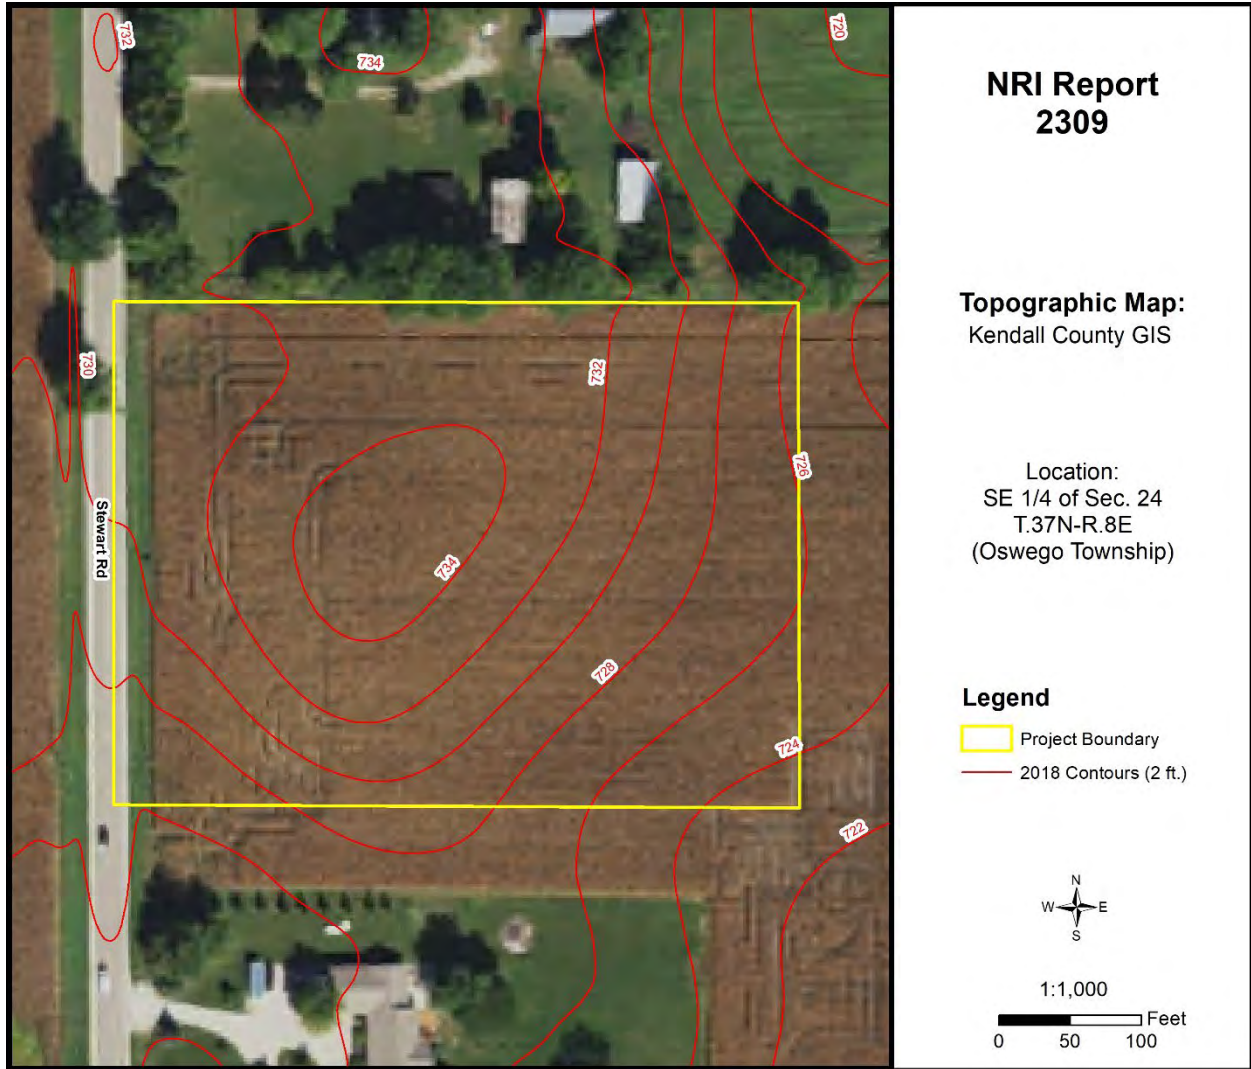 732
734
720
730
732
726
734
Stewart Rd
728
724
722
NRI Report
2309
Topographic Map:
Kendall County GIS
Location:
SE 1/4 of Sec. 24
T.37N-R.8E
(Oswego Township)
Legend
Project Boundary
2018 Contours (2 ft.)
N
W E
S
1:1,000
Feet
0 50 100